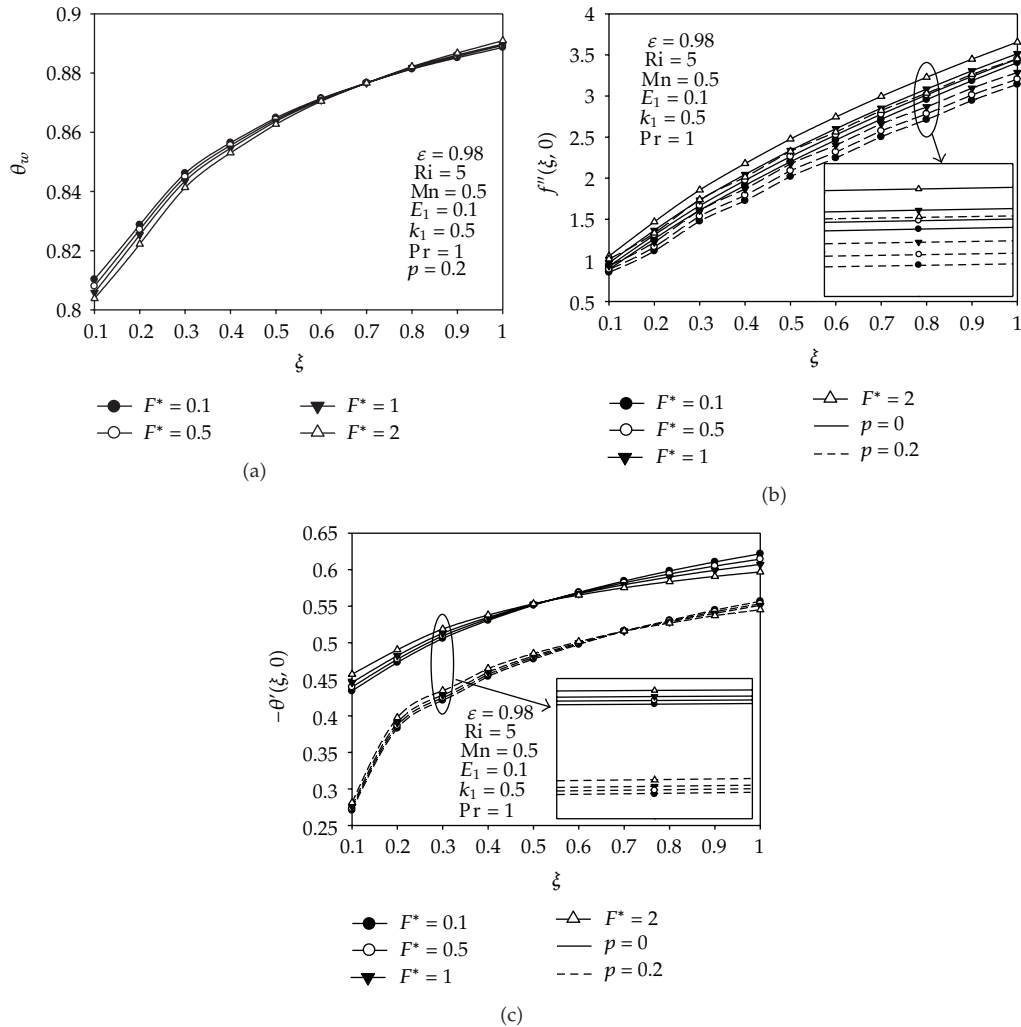 0.9
0.88
0.86
0.84
0.82
0.8
θw
ε = 0.98
Ri = 5
Mn = 0.5
E1 = 0.1
k1 = 0.5
Pr = 1
p = 0.2
0.1 0.2 0.3 0.4 0.5 0.6 0.7 0.8 0.9 1
ξ
F* = 0.1 F* = 1
F* = 0.5 F* = 2
(a)
4
3.5
3
2.5
2
1.5
1
0.5
f″(ξ, 0)
ε = 0.98
Ri = 5
Mn = 0.5
E1 = 0.1
k1 = 0.5
Pr = 1
0.1 0.2 0.3 0.4 0.5 0.6 0.7 0.8 0.9 1
ξ
F* = 0.1 F* = 2
F* = 0.5 p = 0
F* = 1 p = 0.2
(b)
0.65
0.6
0.55
0.5
0.45
0.4
0.3
0.25
−θ′(ξ, 0)
ε = 0.98
Ri = 5
Mn = 0.5
E1 = 0.1
k1 = 0.5
Pr = 1
0.1 0.2 0.3 0.4 0.5 0.6 0.7 0.8 0.9 1
ξ
F* = 0.1 F* = 2
F* = 0.5 p = 0
F* = 1 p = 0.2
(c)